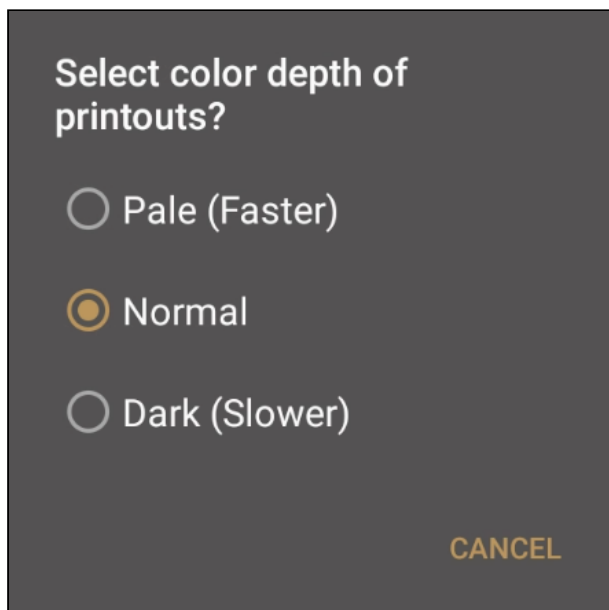 Select color depth of
printouts?
Pale (Faster)
Normal
Dark (Slower)
CANCEL